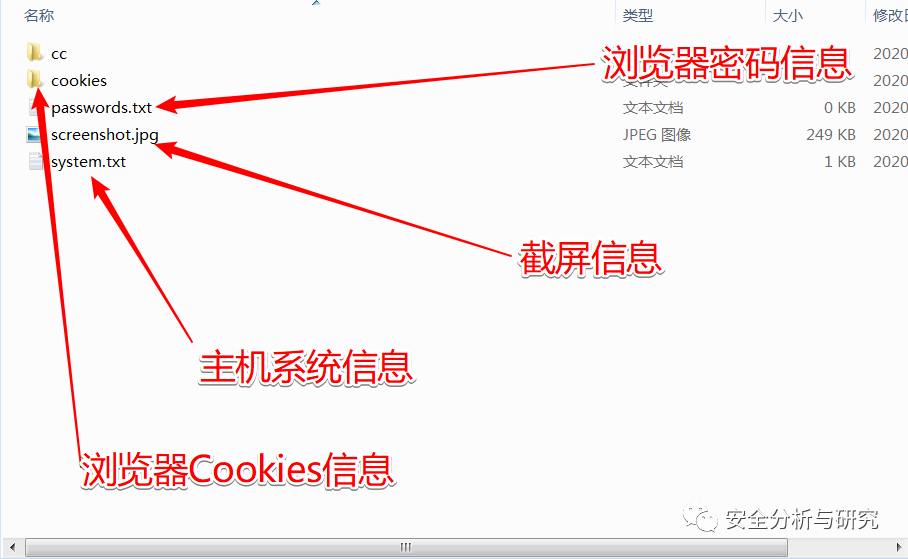 名称 类型 大小 修改日
cc 2020
浏览器密码信息
cookies 文件夹 2020
passwords.txt 文本文档 0 KB 2020
screenshot.jpg JPEG 图像 249 KB 2020
system.txt 文本文档 1 KB 2020
截屏信息
主机系统信息
浏览器Cookies信息
安全分析与研究